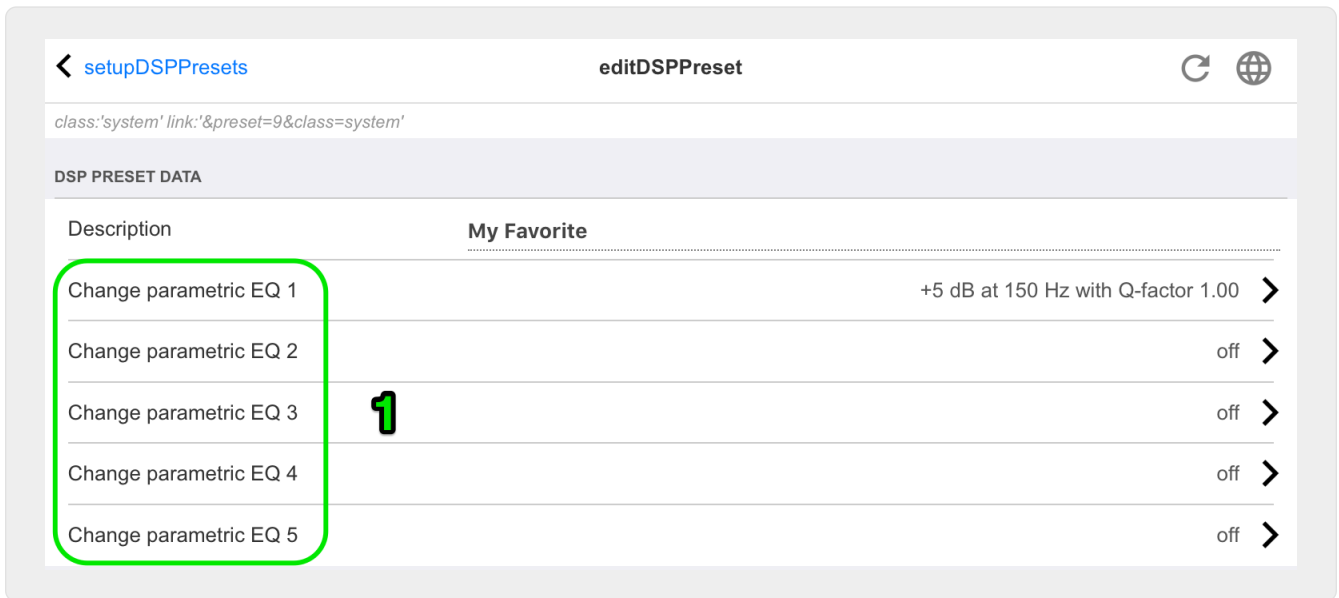 setupDSPPresets editDSPPreset
class:'system' link:'&preset=9&class=system'
DSP PRESET DATA
Description My Favorite
Change parametric EQ 1 +5 dB at 150 Hz with Q-factor 1.00
Change parametric EQ 2 off
Change parametric EQ 3 off
1
Change parametric EQ 4 off
Change parametric EQ 5 off